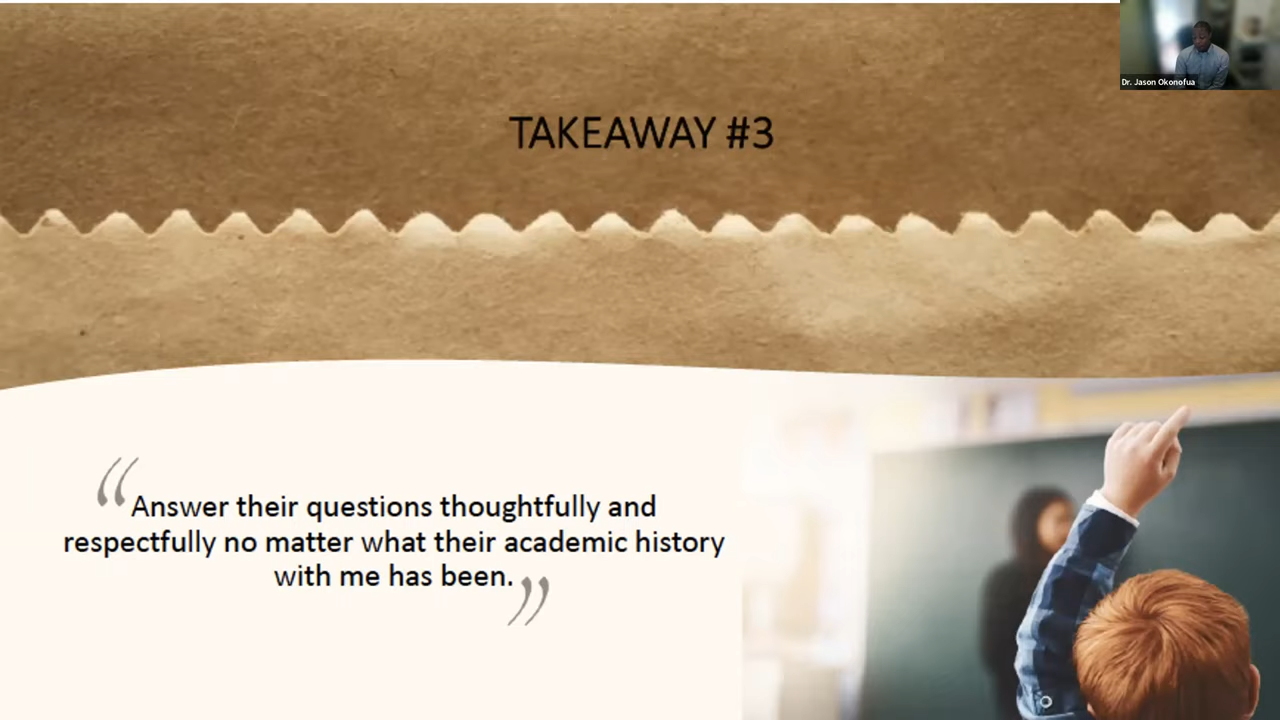 Dr. Jason Okonofua
TAKEAWAY #3
“Answer their questions thoughtfully and
respectfully no matter what their academic history
with me has been.”